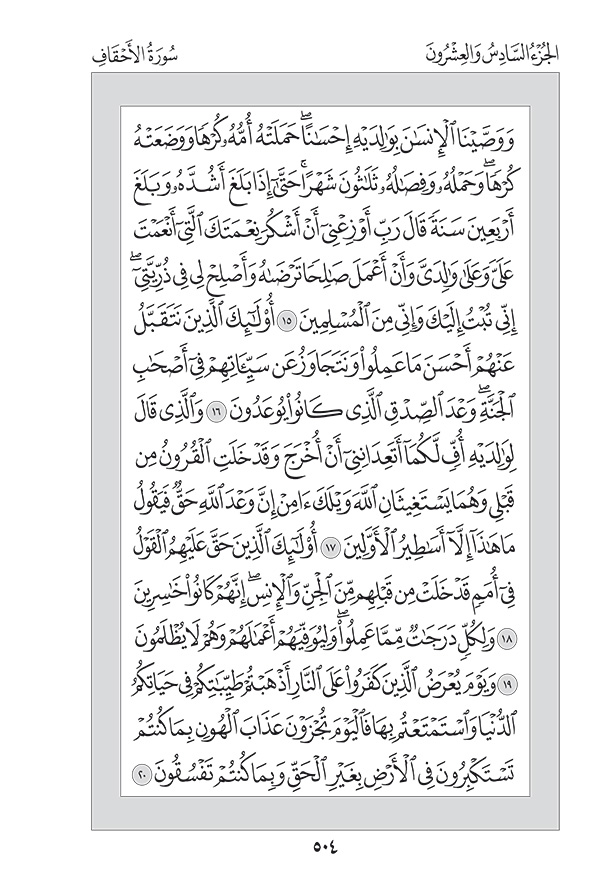 الجُزْءُ السَّادِسُ وَالعِشْرُونَ
سُورَةُ الأَحْقَافِ
وَوَصَّيْنَا ٱلْإِنسَٰنَ بِوَٰلِدَيْهِ إِحْسَٰنًاۖ حَمَلَتْهُ أُمُّهُۥ كُرْهًا وَوَضَعَتْهُ
كُرْهًاۖ وَحَمْلُهُۥ وَفِصَٰلُهُۥ ثَلَٰثُونَ شَهْرًاۚ حَتَّىٰٓ إِذَا بَلَغَ أَشُدَّهُۥ وَبَلَغَ
أَرْبَعِينَ سَنَةً قَالَ رَبِّ أَوْزِعْنِىٓ أَنْ أَشْكُرَ نِعْمَتَكَ ٱلَّتِىٓ أَنْعَمْتَ
عَلَىَّ وَعَلَىٰ وَٰلِدَىَّ وَأَنْ أَعْمَلَ صَٰلِحًا تَرْضَىٰهُ وَأَصْلِحْ لِى فِى ذُرِّيَّتِىٓۖ
إِنِّى تُبْتُ إِلَيْكَ وَإِنِّى مِنَ ٱلْمُسْلِمِينَ ١٥ أُو۟لَٰٓئِكَ ٱلَّذِينَ نَتَقَبَّلُ
عَنْهُمْ أَحْسَنَ مَا عَمِلُوا۟ وَنَتَجَاوَزُ عَن سَيِّـَٔاتِهِمْ فِىٓ أَصْحَٰبِ
ٱلْجَنَّةِۖ وَعْدَ ٱلصِّدْقِ ٱلَّذِى كَانُوا۟ يُوعَدُونَ ١٦ وَٱلَّذِى قَالَ
لِوَٰلِدَيْهِ أُفٍّ لَّكُمَآ أَتَعِدَانِنِىٓ أَنْ أُخْرَجَ وَقَدْ خَلَتِ ٱلْقُرُونُ مِن
قَبْلِى وَهُمَا يَسْتَغِيثَانِ ٱللَّهَ وَيْلَكَ ءَامِنْ إِنَّ وَعْدَ ٱللَّهِ حَقٌّ فَيَقُولُ
مَا هَٰذَآ إِلَّآ أَسَٰطِيرُ ٱلْأَوَّلِينَ ١٧ أُو۟لَٰٓئِكَ ٱلَّذِينَ حَقَّ عَلَيْهِمُ ٱلْقَوْلُ
فِىٓ أُمَمٍ قَدْ خَلَتْ مِن قَبْلِهِم مِّنَ ٱلْجِنِّ وَٱلْإِنسِۖ إِنَّهُمْ كَانُوا۟ خَٰسِرِينَ
١٨ وَلِكُلٍّ دَرَجَٰتٌ مِّمَّا عَمِلُوا۟ۖ وَلِيُوَفِّيَهُمْ أَعْمَٰلَهُمْ وَهُمْ لَا يُظْلَمُونَ
١٩ وَيَوْمَ يُعْرَضُ ٱلَّذِينَ كَفَرُوا۟ عَلَى ٱلنَّارِ أَذْهَبْتُمْ طَيِّبَٰتِكُمْ فِى حَيَاتِكُمُ
ٱلدُّنْيَا وَٱسْتَمْتَعْتُم بِهَا فَٱلْيَوْمَ تُجْزَوْنَ عَذَابَ ٱلْهُونِ بِمَا كُنتُمْ
تَسْتَكْبِرُونَ فِى ٱلْأَرْضِ بِغَيْرِ ٱلْحَقِّ وَبِمَا كُنتُمْ تَفْسُقُونَ ٢٠
٥٠٤